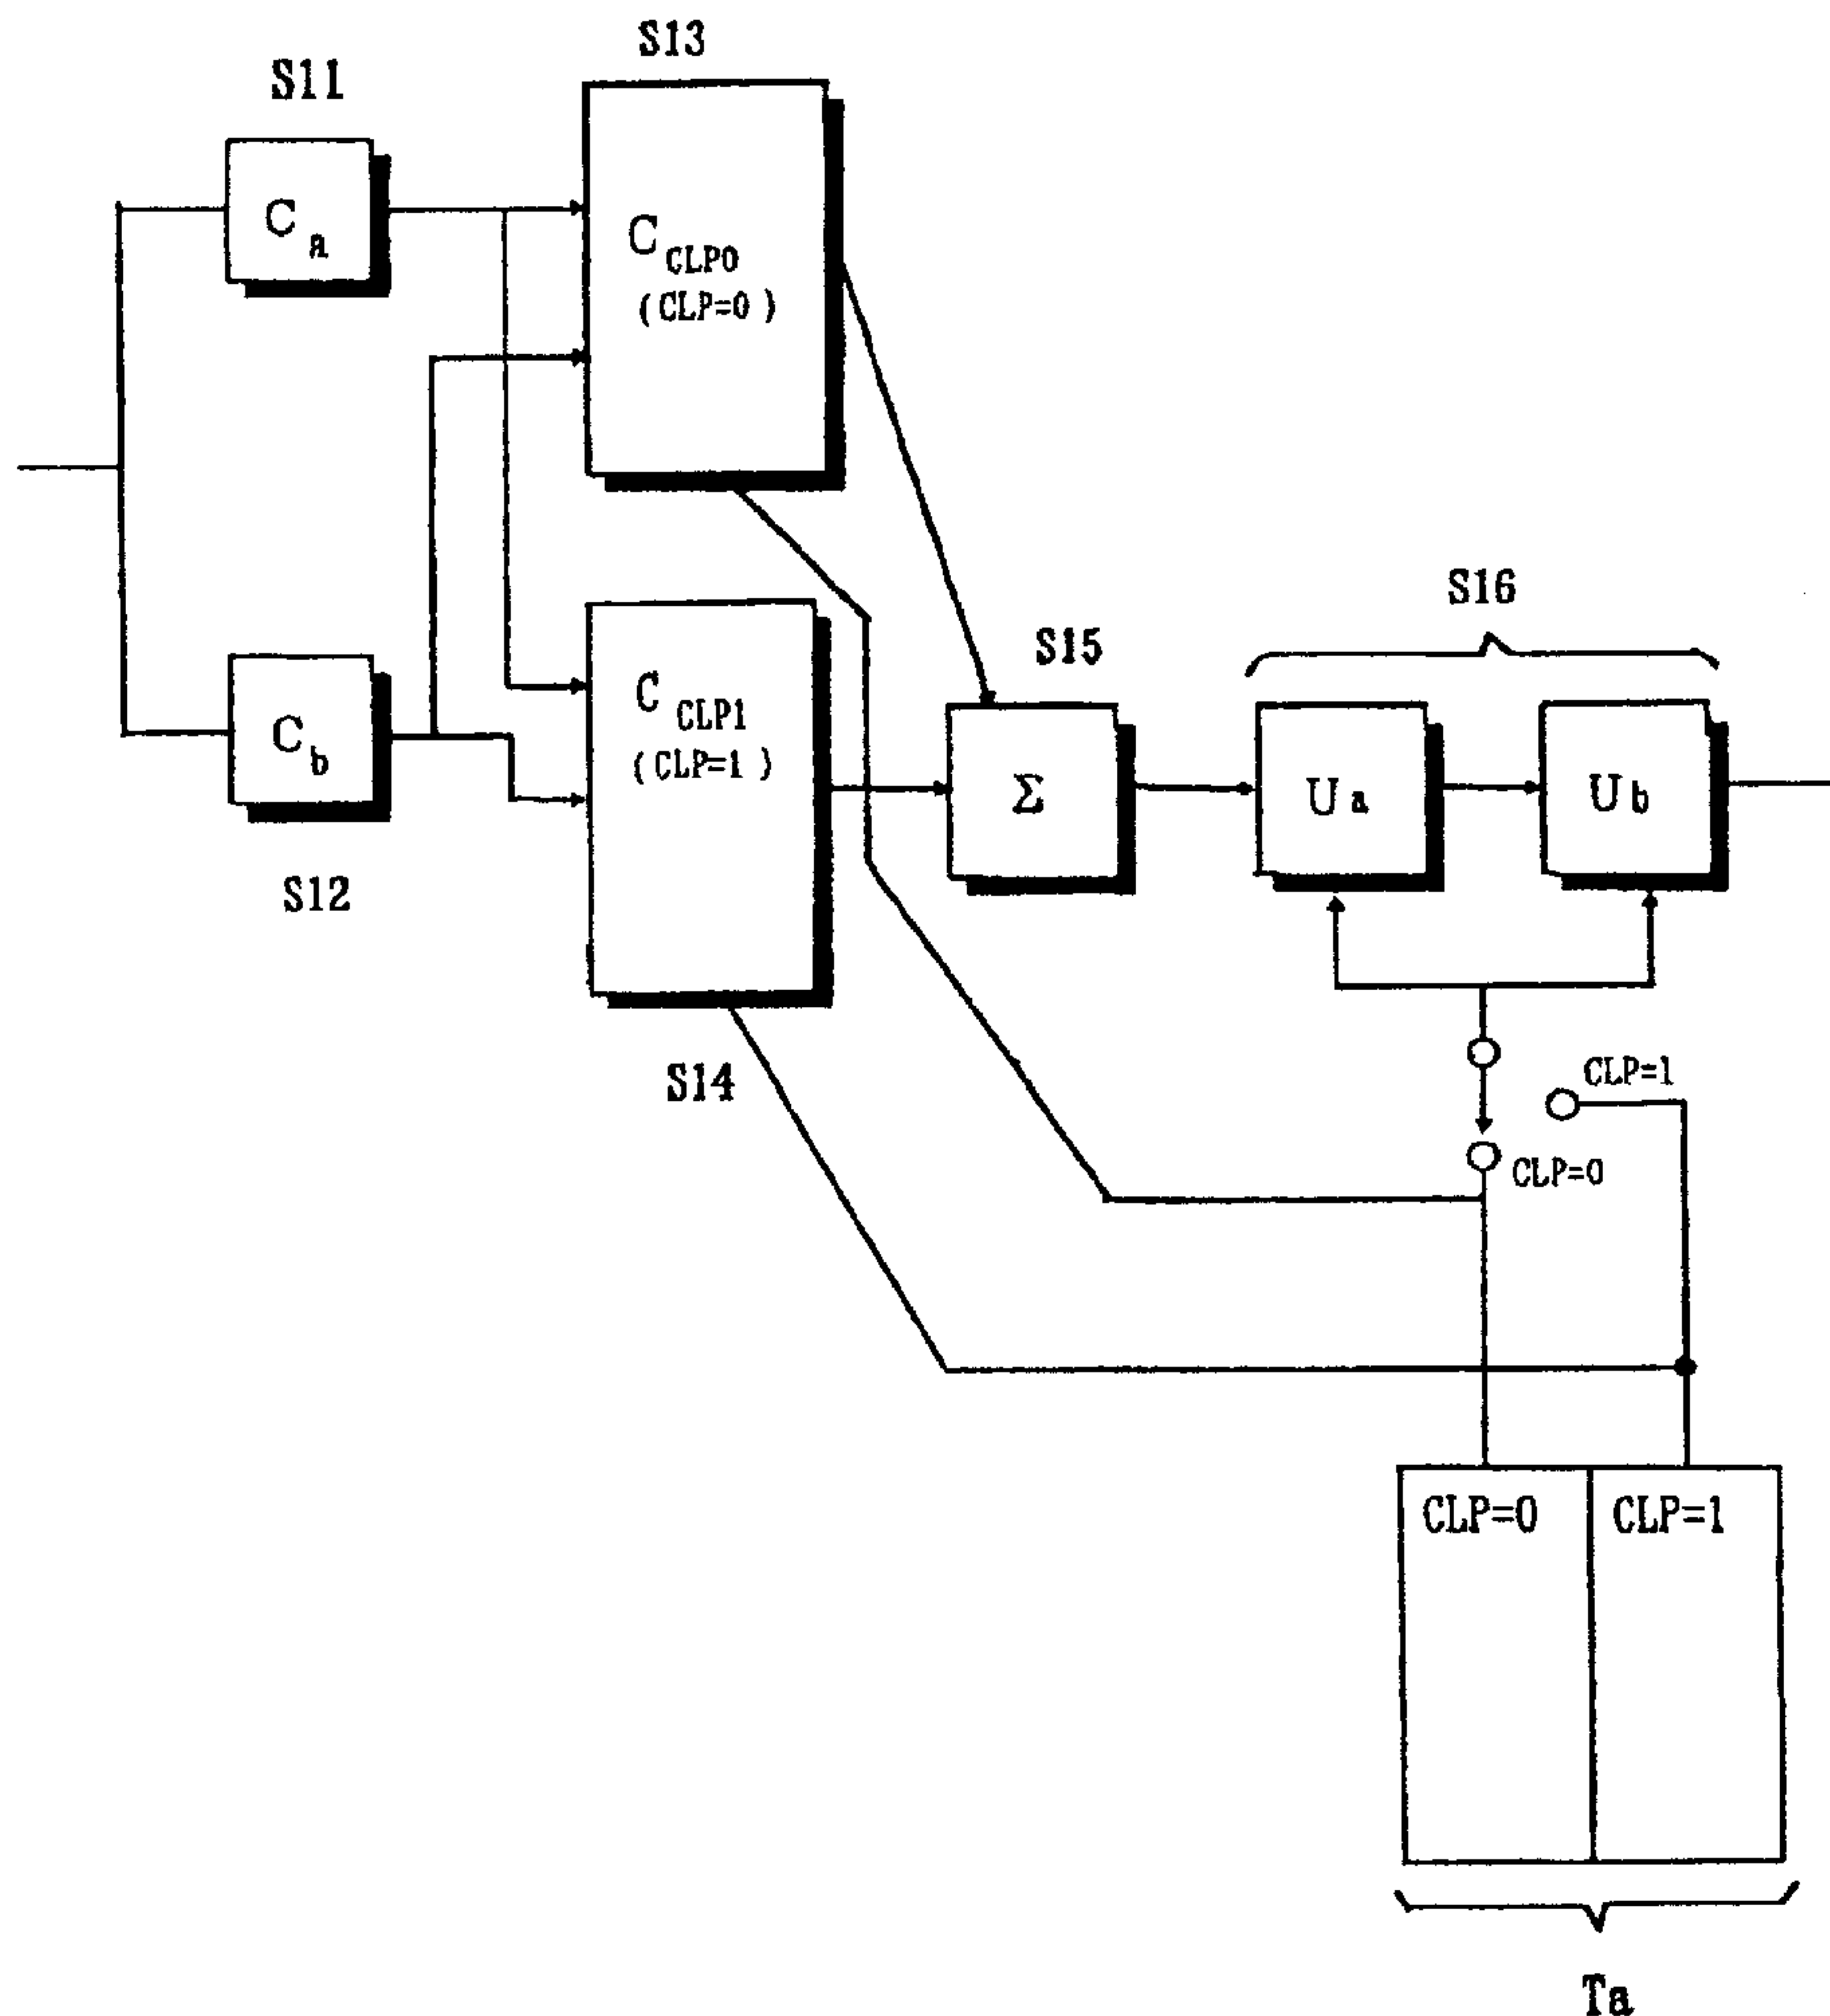 S13
S11
C a
C CLP0
( CLP=0 )
S16
S15
C b
C CLP1
( CLP=1 )
Σ
U a
U b
S12
S14
CLP=1
CLP=0
CLP=0
CLP=1
Ta